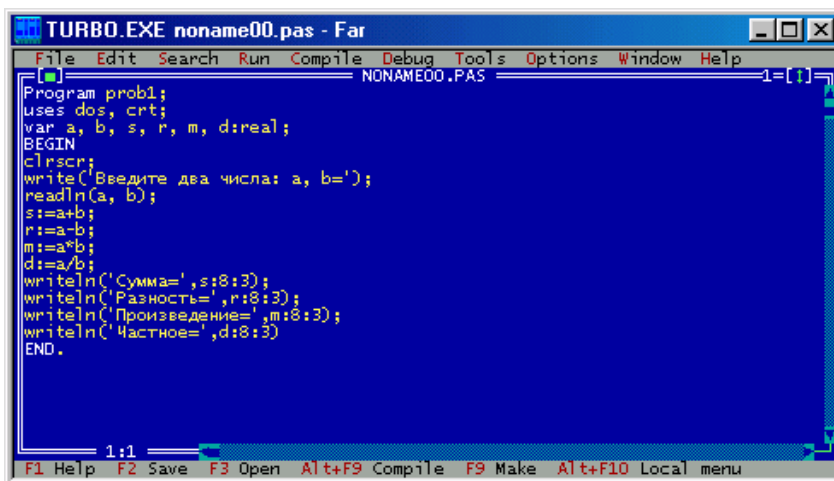 TURBO.EXE noname00.pas - Far
File Edit Search Run Compile Debug Tools Options Window Help
NONAME00.PAS 1=[↕]
Program prob1;
uses dos, crt;
var a, b, s, r, m, d:real;
BEGIN
clrscr;
write('Введите два числа: a, b=');
readln(a, b);
s:=a+b;
r:=a-b;
m:=a*b;
d:=a/b;
writeln('Сумма=',s:8:3);
writeln('Разность=',r:8:3);
writeln('Произведение=',m:8:3);
writeln('Частное=',d:8:3)
END.
1:1
F1 Help F2 Save F3 Open Alt+F9 Compile F9 Make Alt+F10 Local menu